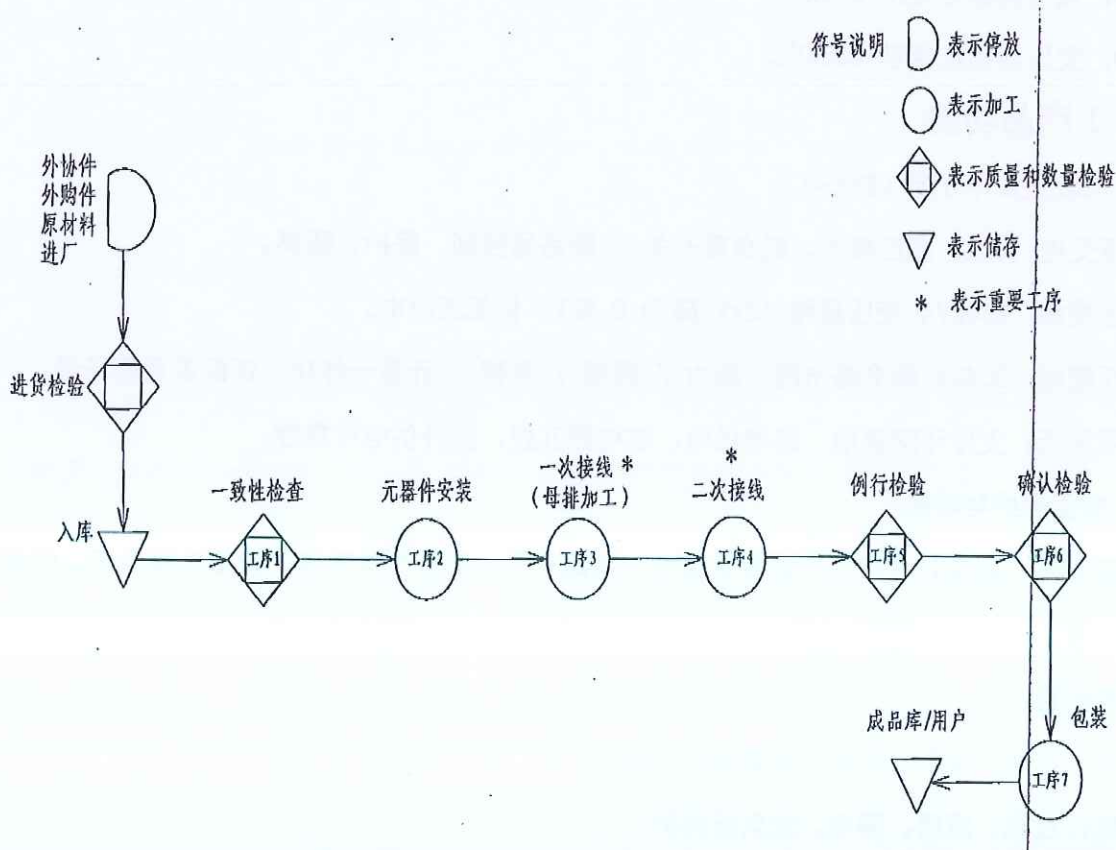 符号说明 表示停放
表示加工
表示质量和数量检验
表示储存
* 表示重要工序
外协件
外购件
原材料
进厂
进货检验
入库
一致性检查
工序1
元器件安装
工序2
一次接线 *
(母排加工)
工序3
*
二次接线
工序4
例行检验
工序5
确认检验
工序6
包装
工序7
成品库/用户